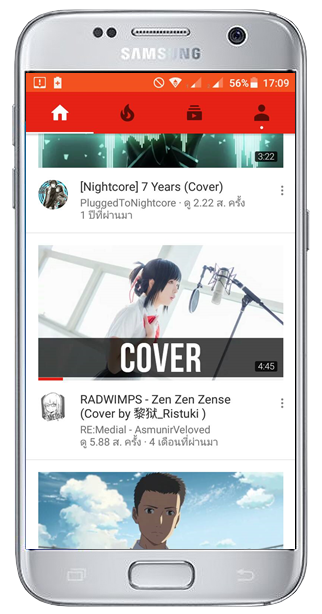 SAMSUNG
56% 17:09
3:22
[Nightcore] 7 Years (Cover)
PluggedToNightcore · ดู 2.22 ส. ครั้ง
1 ปีที่ผ่านมา
COVER
4:45
RADWIMPS - Zen Zen Zense
(Cover by 黎狱_Ristuki )
RE:Medial - AsmunirVeloved
ดู 5.88 ส. ครั้ง · 4 เดือนที่ผ่านมา